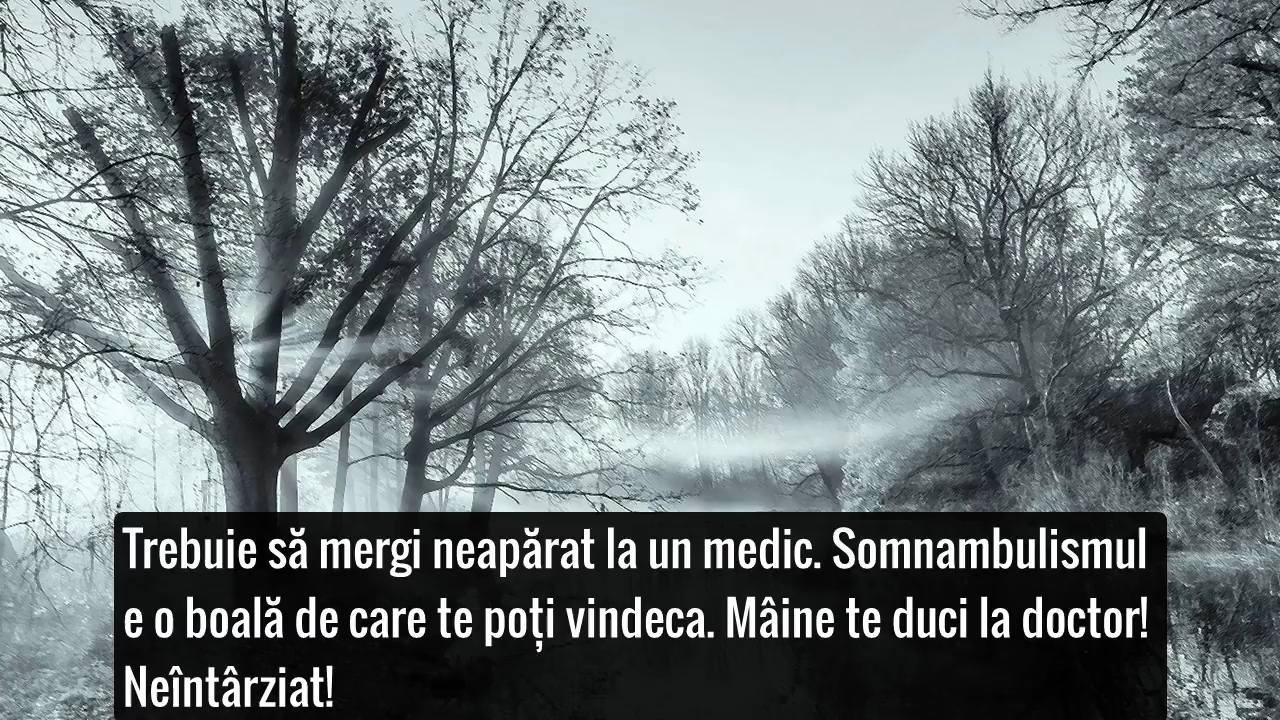 Trebuie să mergi neapărat la un medic. Somnambulismul
e o boală de care te poți vindeca. Mâine te duci la doctor!
Neîntârziat!